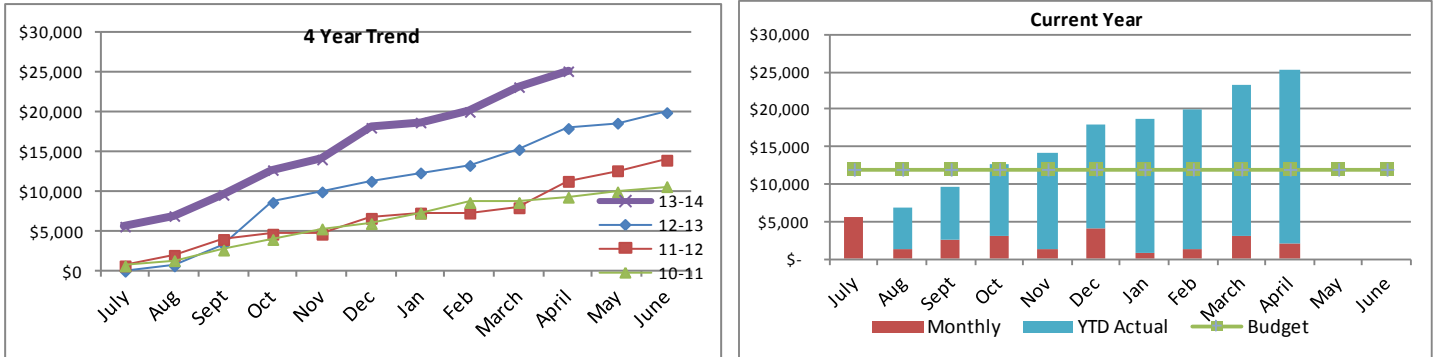 4 Year Trend
$30,000
$25,000
$20,000
$15,000
$10,000
$5,000
$0
July
Aug
Sept
Oct
Nov
Dec
Jan
Feb
March
April
May
June
13-14
12-13
11-12
10-11
Current Year
$30,000
$25,000
$20,000
$15,000
$10,000
$5,000
$-
July
Aug
Sept
Oct
Nov
Dec
Jan
Feb
March
April
May
June
Monthly
YTD Actual
Budget